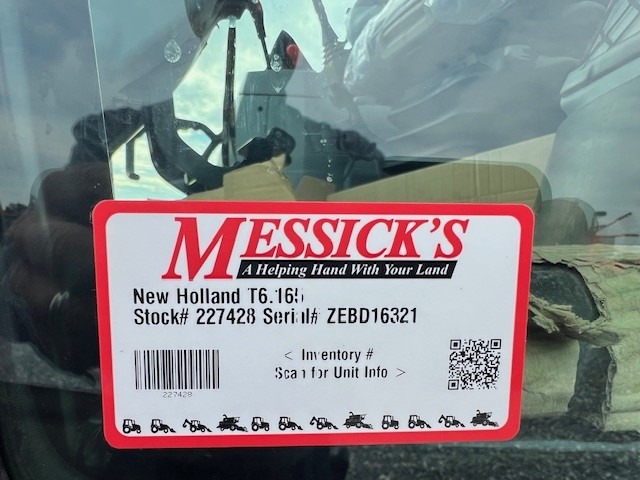 MESSICK'S
A Helping Hand With Your Land
New Holland T6.165
Stock# 227428 Serial# ZEBD16321
< Inventory #
Scan for Unit Info >
227428